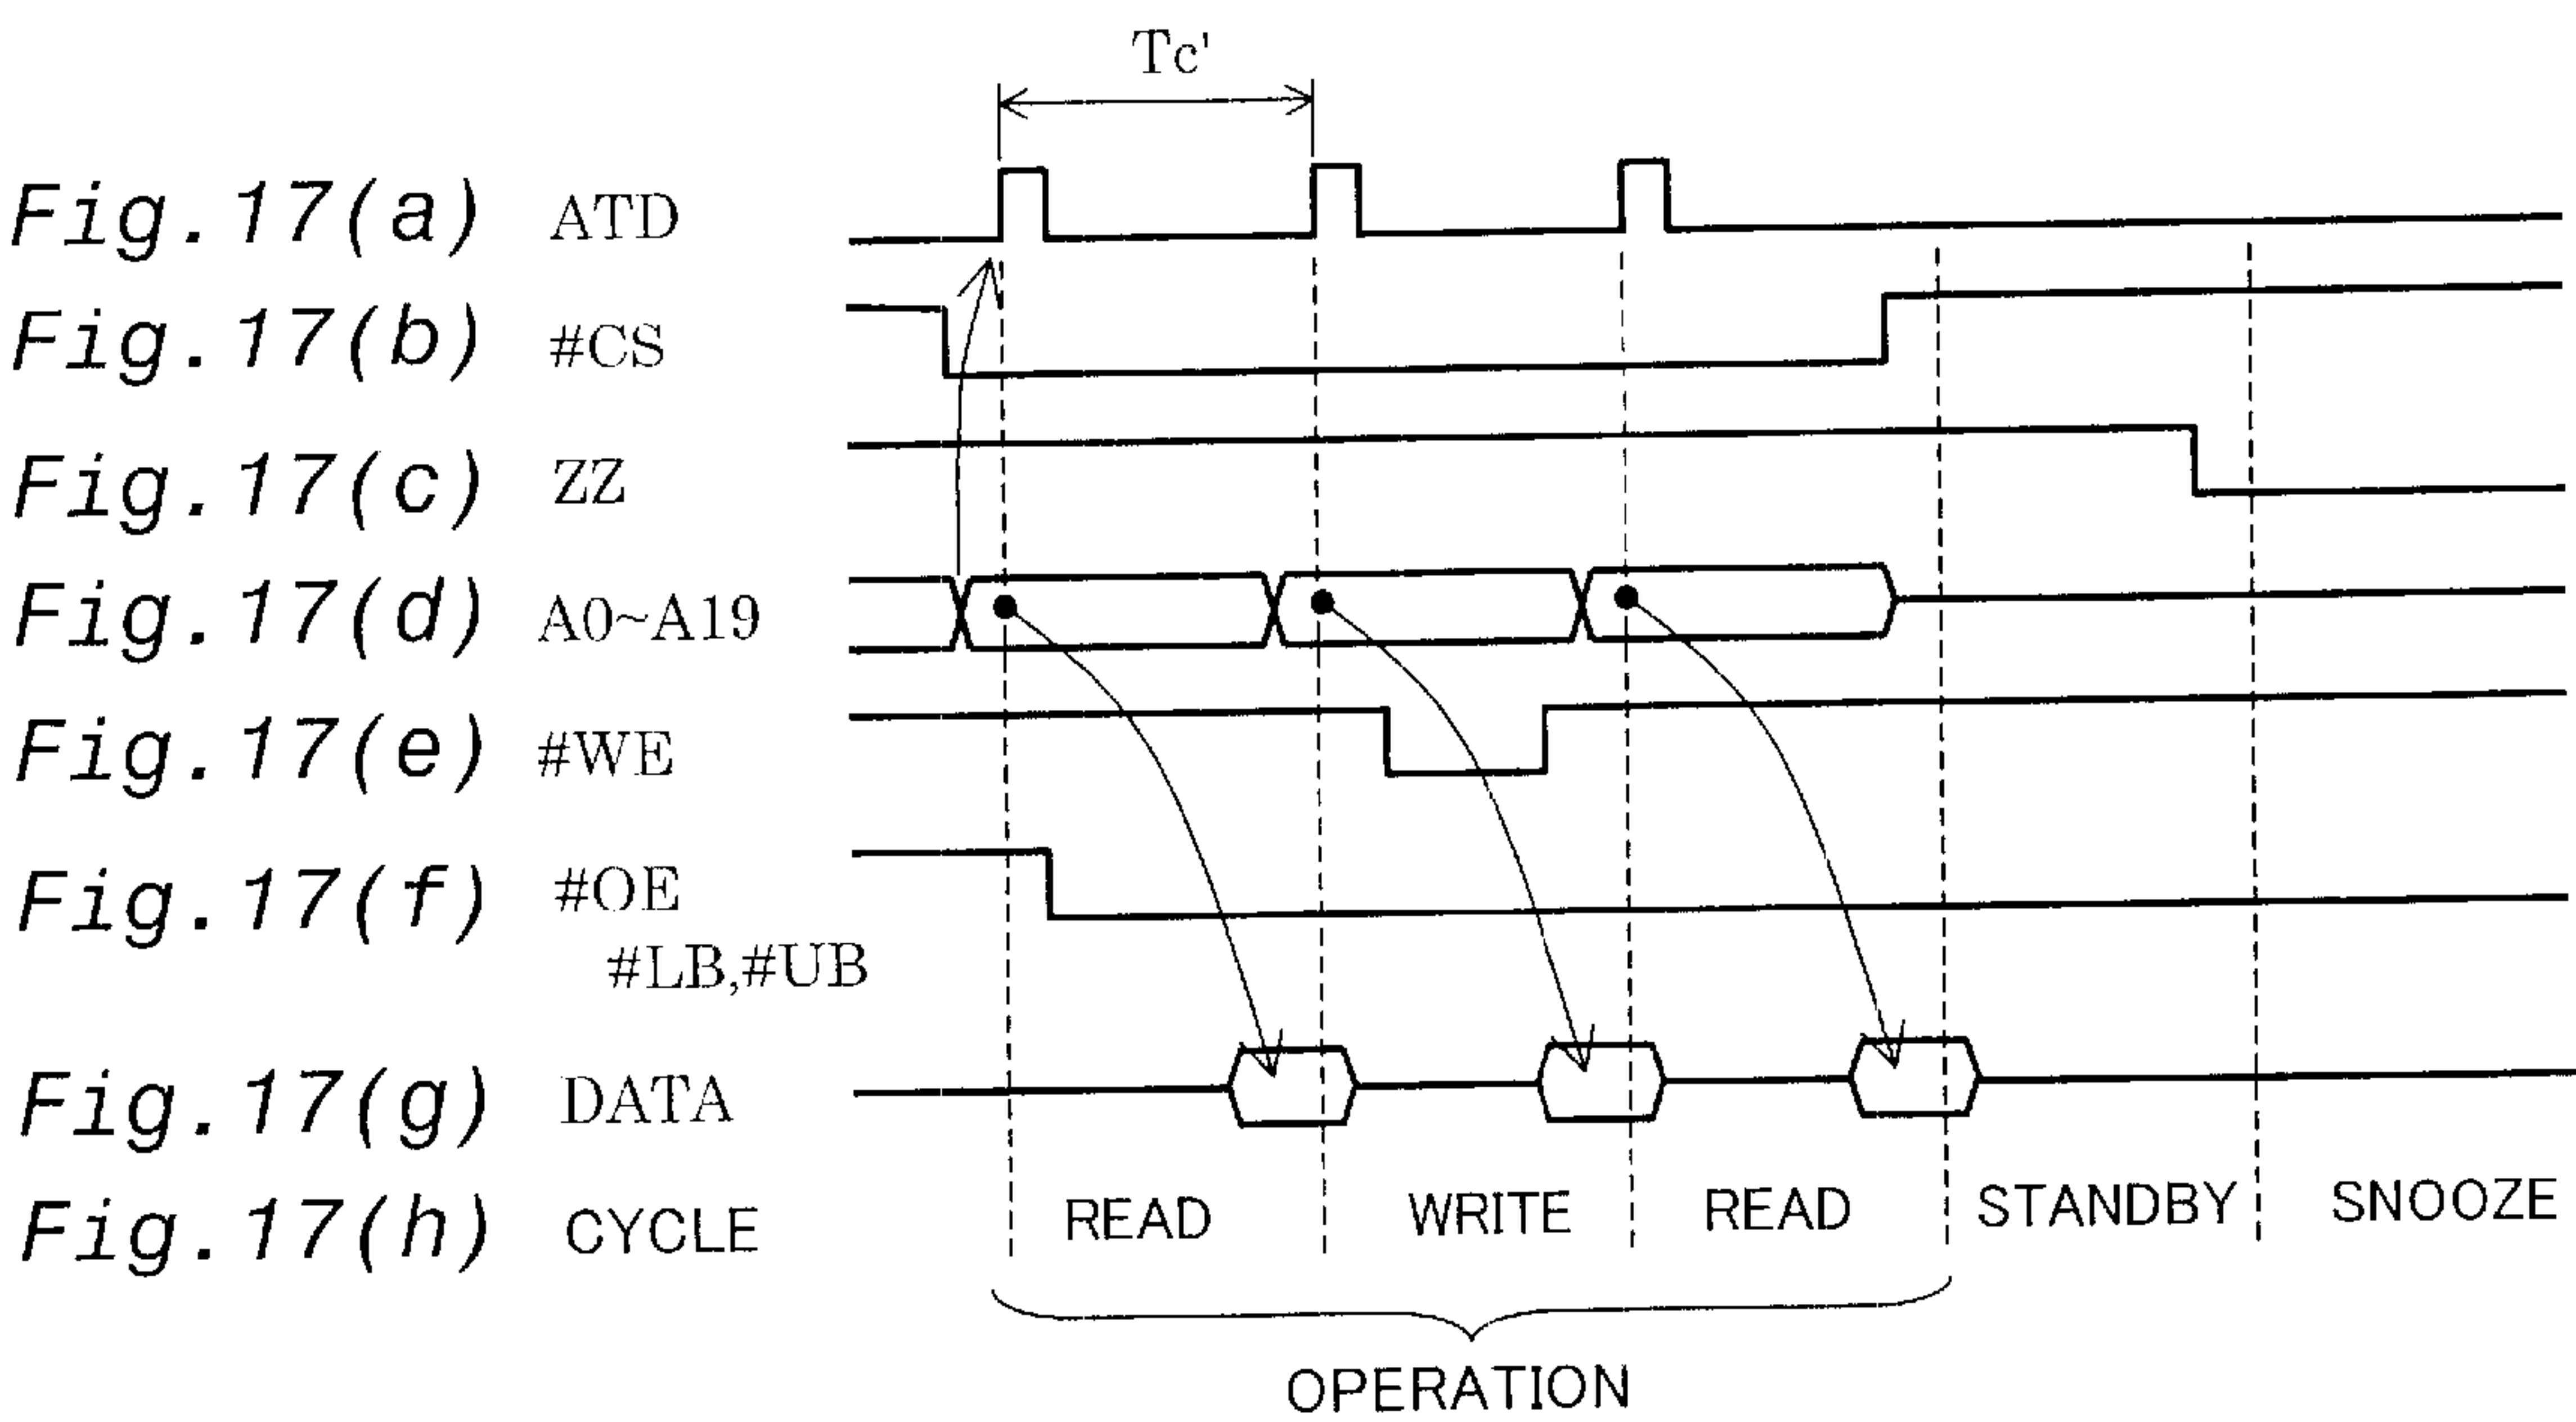 Tc'
Fig.17(a) ATD
Fig.17(b) #CS
Fig.17(c) ZZ
Fig.17(d) A0~A19
Fig.17(e) #WE
Fig.17(f) #OE
#LB,#UB
Fig.17(g) DATA
Fig.17(h) CYCLE READ WRITE READ STANDBY SNOOZE
OPERATION